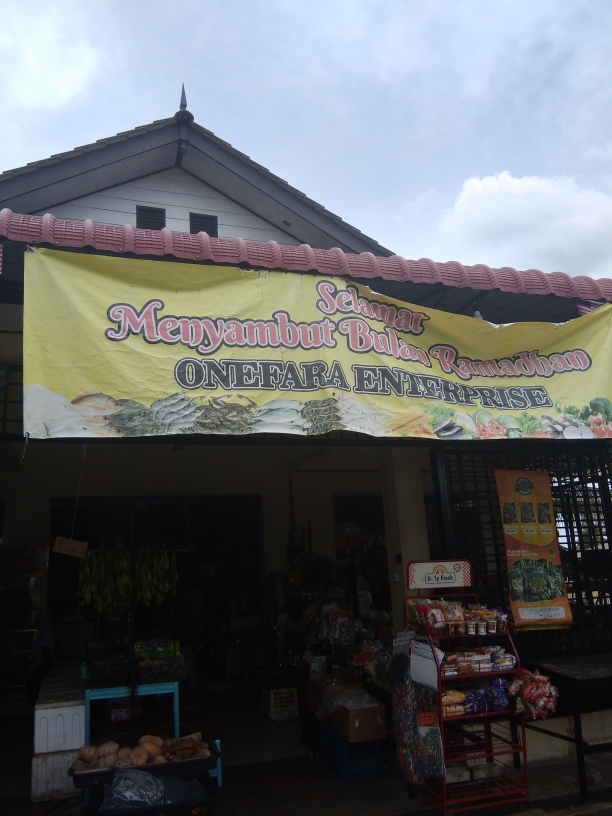 Selamat
Menyambut Bulan Ramadhan
ONEFARA ENTERPRISE